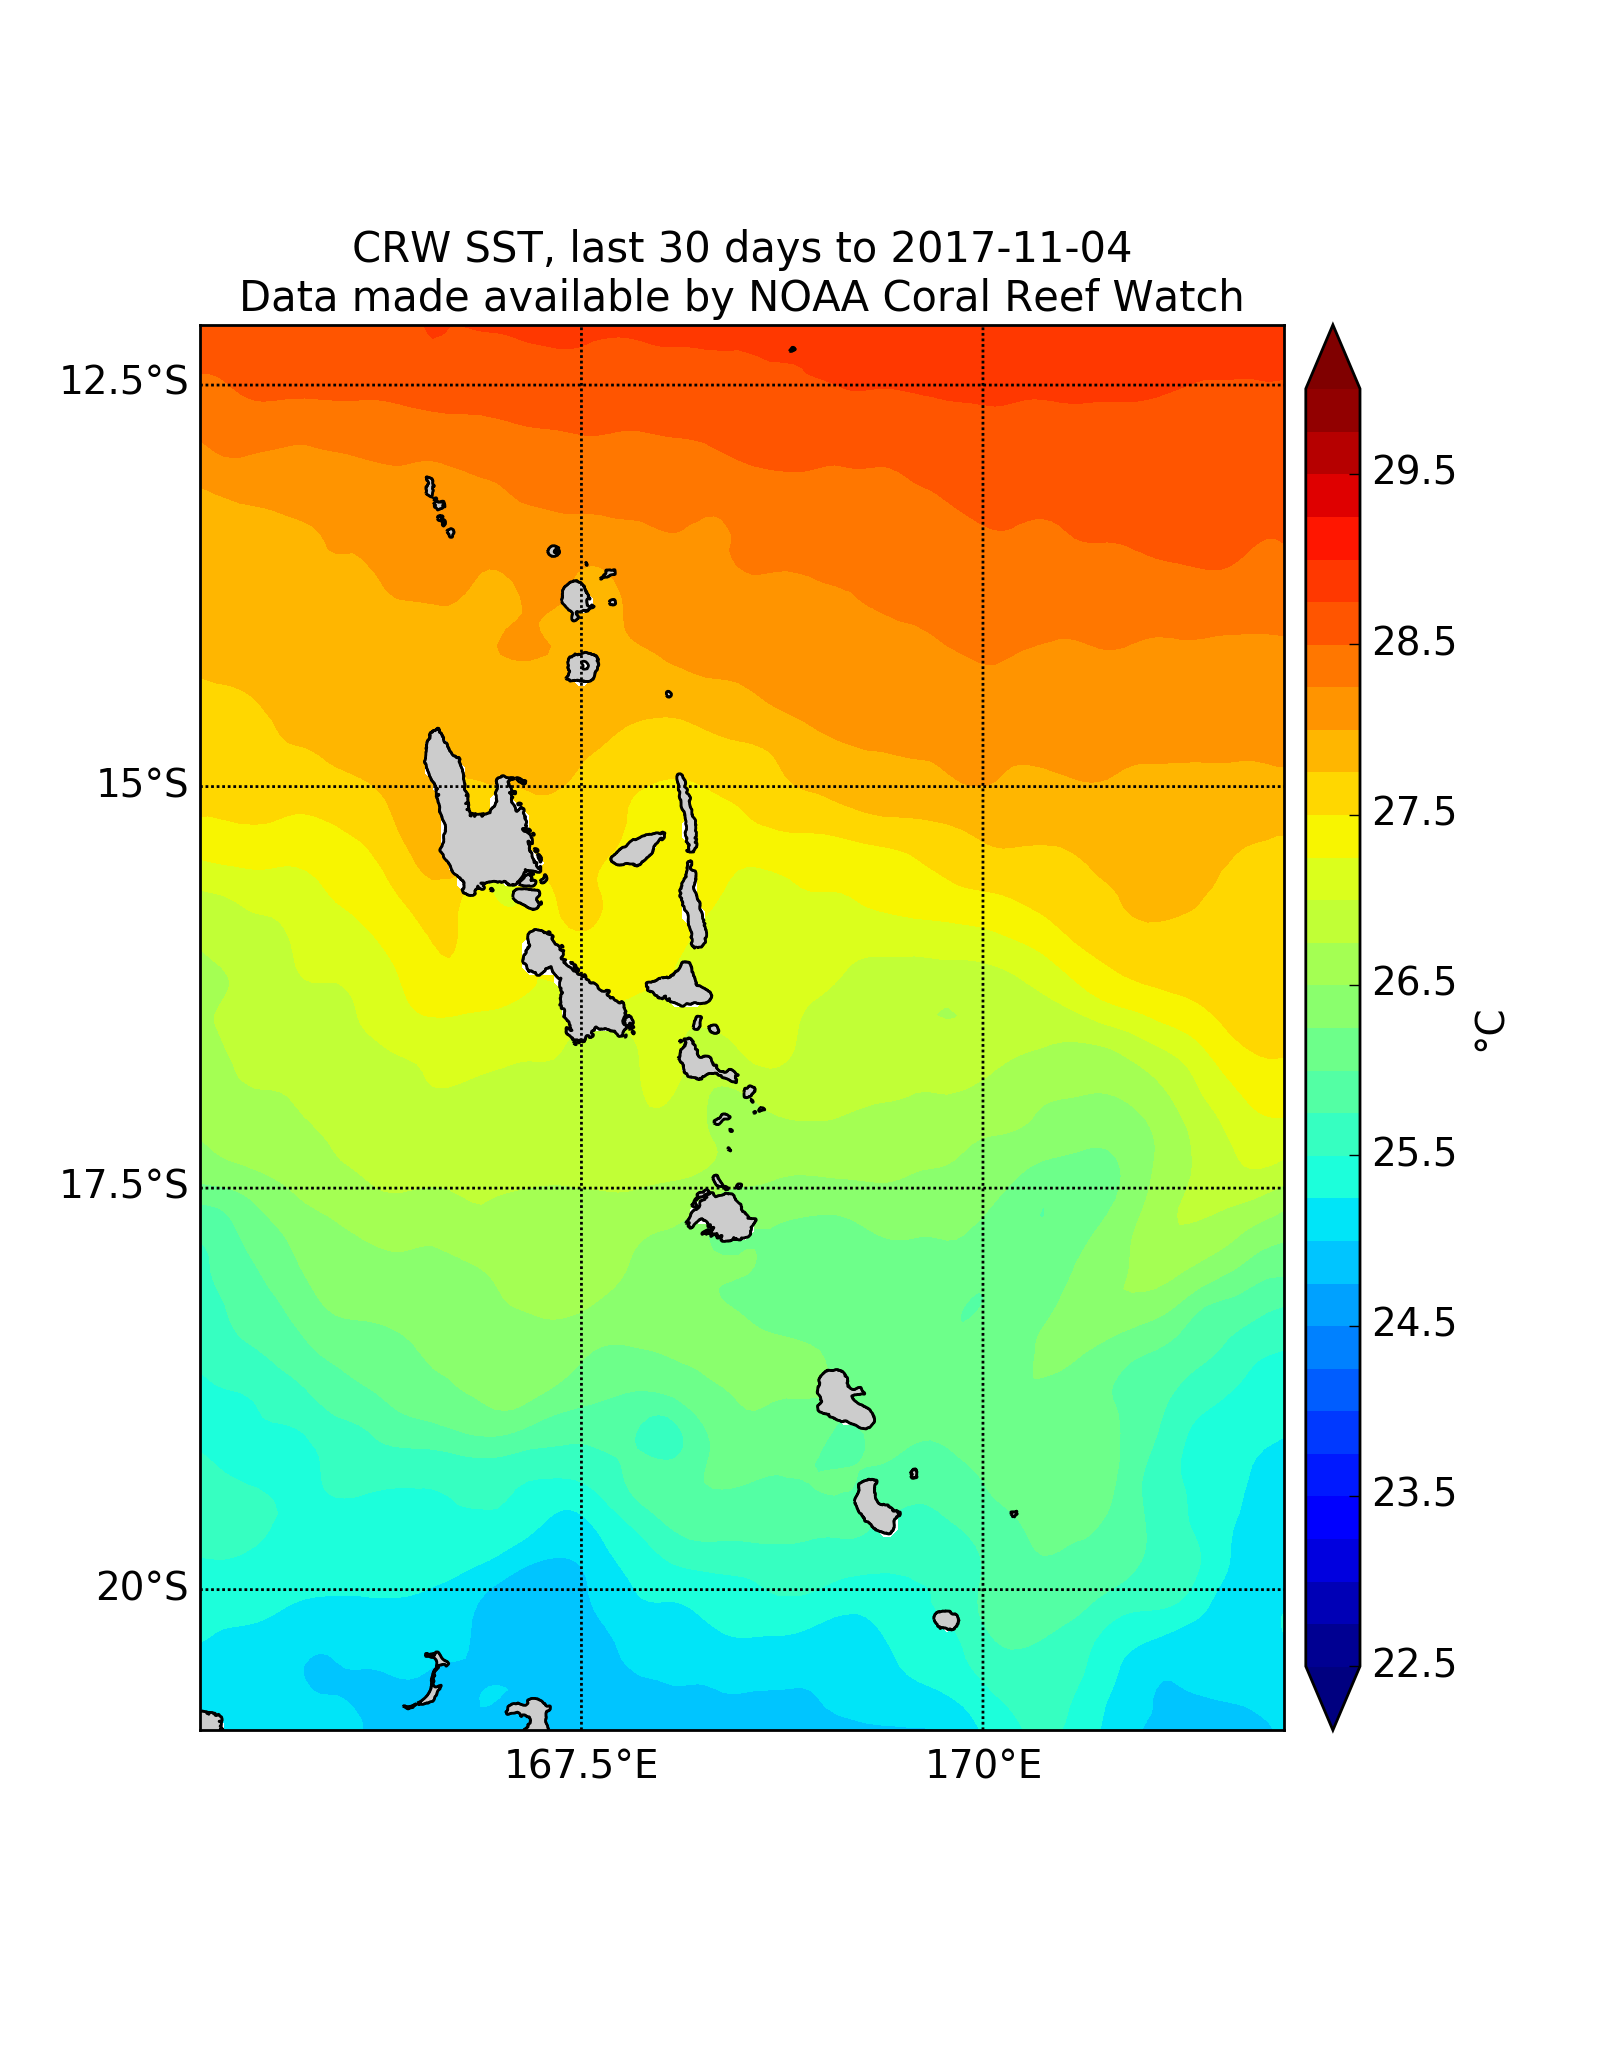 CRW SST, last 30 days to 2017-11-04
Data made available by NOAA Coral Reef Watch
12.5°S
15°S
17.5°S
20°S
167.5°E
170°E
29.5
28.5
27.5
26.5
25.5
24.5
23.5
22.5
°C